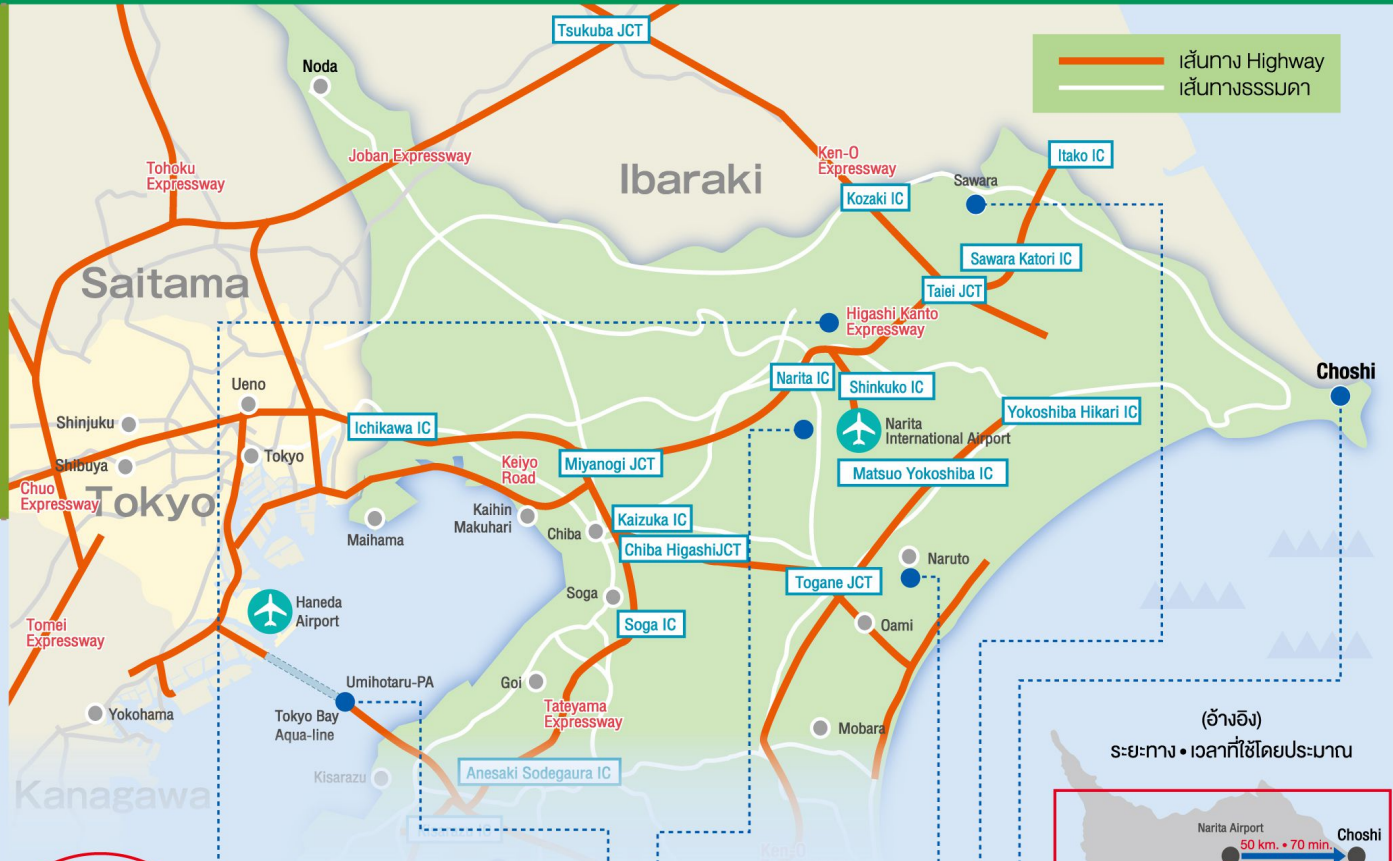 Tsukuba JCT
เส้นทาง Highway
เส้นทางธรรมดา
Noda
Joban Expressway
Tohoku
Expressway
Ibaraki
Ken-O
Expressway
Itako IC
Sawara
Kozaki IC
Sawara Katori IC
Saitama
Taiei JCT
Higashi Kanto
Expressway
Choshi
Narita IC
Shinkuko IC
Ueno
Yokoshiba Hikari IC
Shinjuku
Ichikawa IC
Narita
International Airport
Tokyo
Shibuya
Keiyo
Road
Miyanogi JCT
Matsuo Yokoshiba IC
Chuo
Expressway
Tokyo
Kaihin
Makuhari
Maihama
Chiba
Kaizuka IC
Chiba HigashiJCT
Naruto
Togane JCT
Haneda
Airport
Soga
Soga IC
Oami
Tomei
Expressway
Umihotaru-PA
Goi
Yokohama
Tokyo Bay
Aqua-line
Tateyama
Expressway
Mobara
(อ้างอิง)
ระยะทาง • เวลาที่ใช้โดยประมาณ
Kisarazu
Anesaki Sodegaura IC
Kanagawa
Ken-O
Narita Airport
Choshi
50 km. • 70 min.